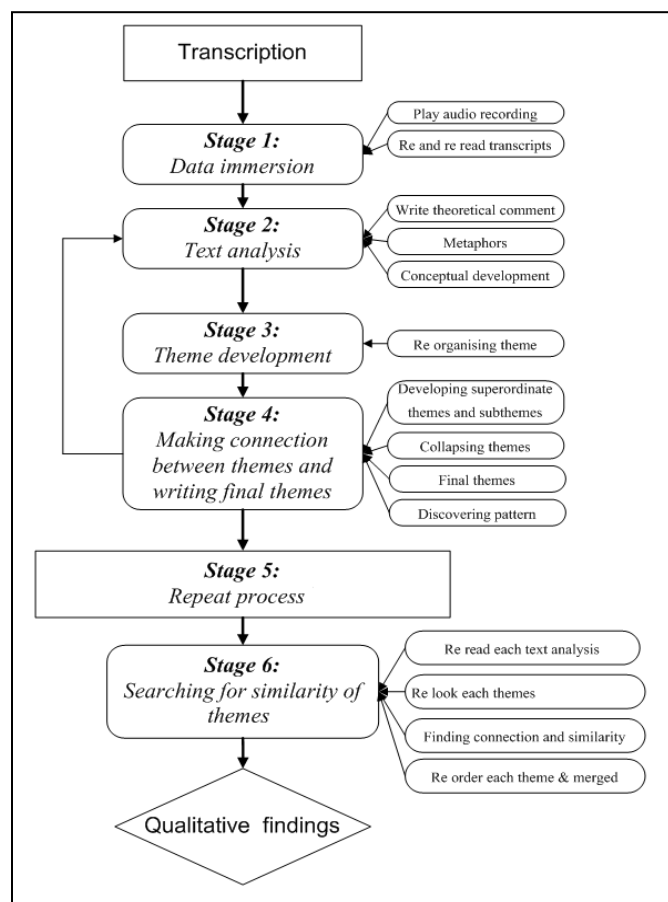 Transcription
Stage 1:
Data immersion
Play audio recording
Re and re read transcripts
Stage 2:
Text analysis
Write theoretical comment
Metaphors
Conceptual development
Stage 3:
Theme development
Re organising theme
Stage 4:
Making connection
between themes and
writing final themes
Developing superordinate
themes and subthemes
Collapsing themes
Final themes
Discovering pattern
Stage 5:
Repeat process
Stage 6:
Searching for similarity of
themes
Re read each text analysis
Re look each themes
Finding connection and similarity
Re order each theme & merged
Qualitative findings